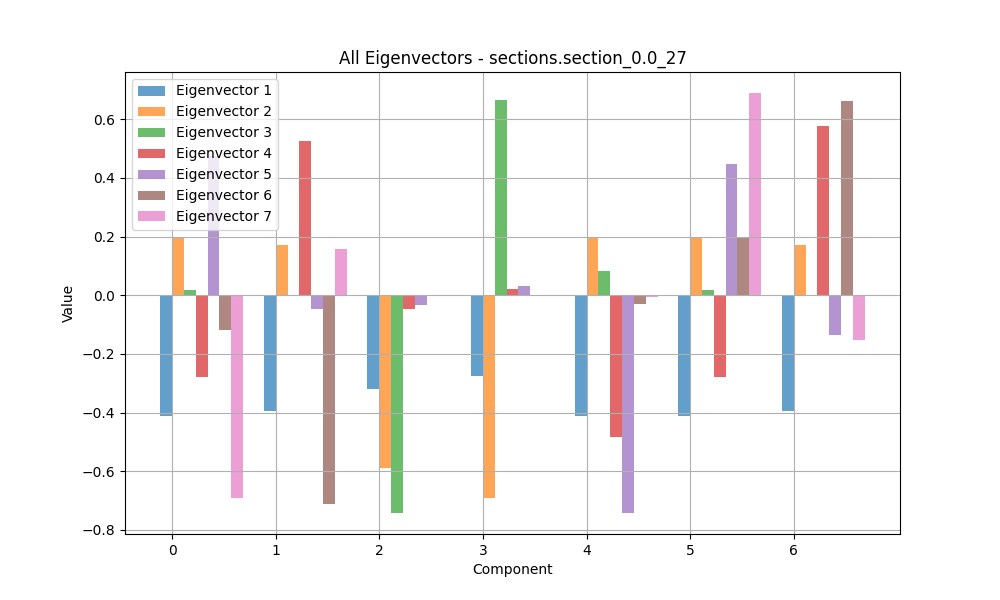 All Eigenvectors - sections.section_0.0_27
Eigenvector 1
Eigenvector 2
Eigenvector 3
Eigenvector 4
Eigenvector 5
Eigenvector 6
Eigenvector 7
0.6
0.4
0.2
0.0
−0.2
−0.4
−0.6
−0.8
Value
0 1 2 3 4 5 6
Component